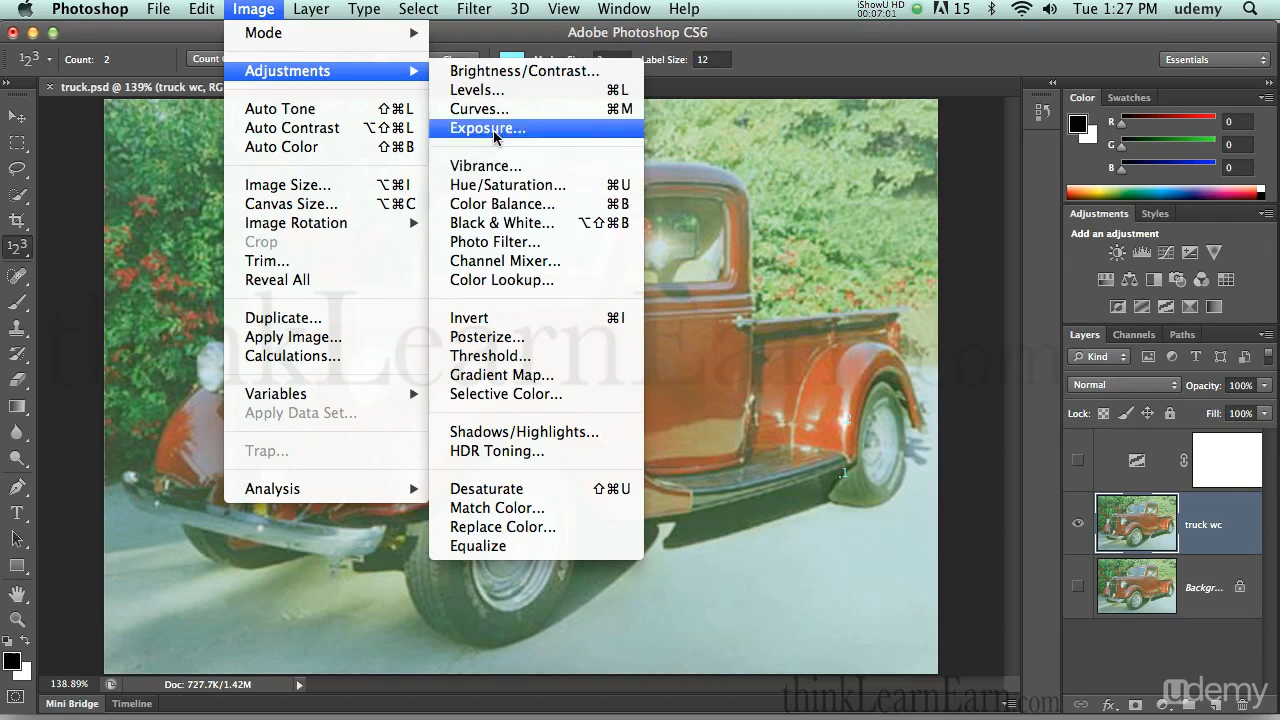 Photoshop File Edit Image Layer Type Select Filter 3D View Window Help iShowU HD 00:07:01 15 Tue 1:27 PM udemy
Adobe Photoshop CS6
123 Count: 2 Count Label Size: 12 Essentials
truck.psd @ 139% (truck wc, RG
Mode
Adjustments
Auto Tone ⇧⌘L
Auto Contrast ⌥⇧⌘L
Auto Color ⇧⌘B
Image Size... ⌥⌘I
Canvas Size... ⌥⌘C
Image Rotation
Crop
Trim...
Reveal All
Duplicate...
Apply Image...
Calculations...
Variables
Apply Data Set...
Trap...
Analysis
Brightness/Contrast...
Levels... ⌘L
Curves... ⌘M
Exposure...
Vibrance...
Hue/Saturation... ⌘U
Color Balance... ⌘B
Black & White... ⌥⇧⌘B
Photo Filter...
Channel Mixer...
Color Lookup...
Invert ⌘I
Posterize...
Threshold...
Gradient Map...
Selective Color...
Shadows/Highlights...
HDR Toning...
Desaturate ⇧⌘U
Match Color...
Replace Color...
Equalize
Color Swatches
R 0
G 0
B 0
Adjustments Styles
Add an adjustment
Layers Channels Paths
Kind
Normal Opacity: 100%
Lock: Fill: 100%
truck wc
Backgr...
2
1
thinkLearnEarn.com
138.89% Doc: 727.7K/1.42M
Mini Bridge Timeline
thinkLearnEarn.com
udemy